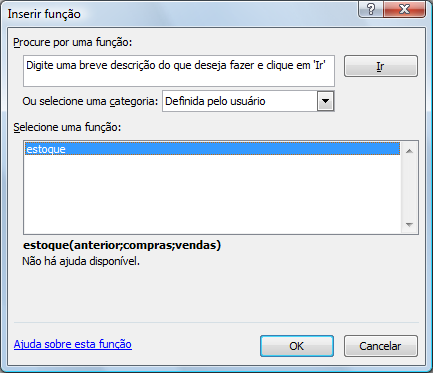 Inserir função
Procure por uma função:
Digite uma breve descrição do que deseja fazer e clique em 'Ir'
Ir
Ou selecione uma categoria: Definida pelo usuário
Selecione uma função:
estoque
estoque(anterior;compras;vendas)
Não há ajuda disponível.
Ajuda sobre esta função
OK
Cancelar